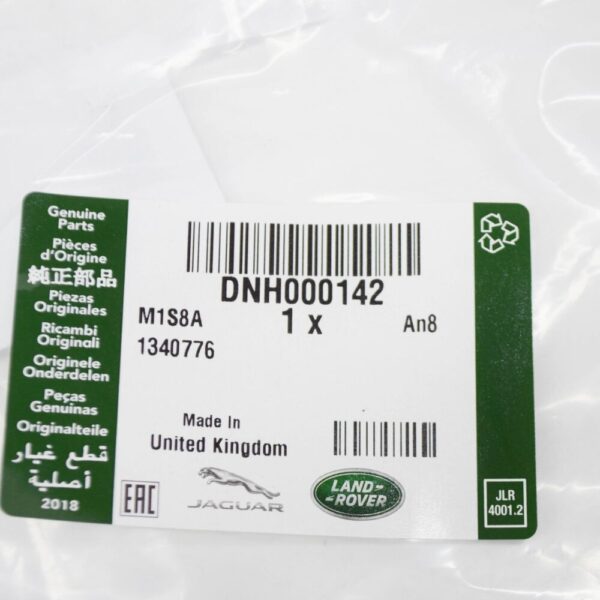 Genuine
Parts
Pièces
d'Origine
純正部品
Piezas
Originales
Ricambi
Originali
Originele
Onderdelen
Peças
Genuinas
Originalteile
قطع غيار
أصلية
2018
DNH000142
M1S8A
1 x
An8
1340776
Made In
United Kingdom
EAC
JAGUAR
LAND-
-ROVER
JLR
4001.2